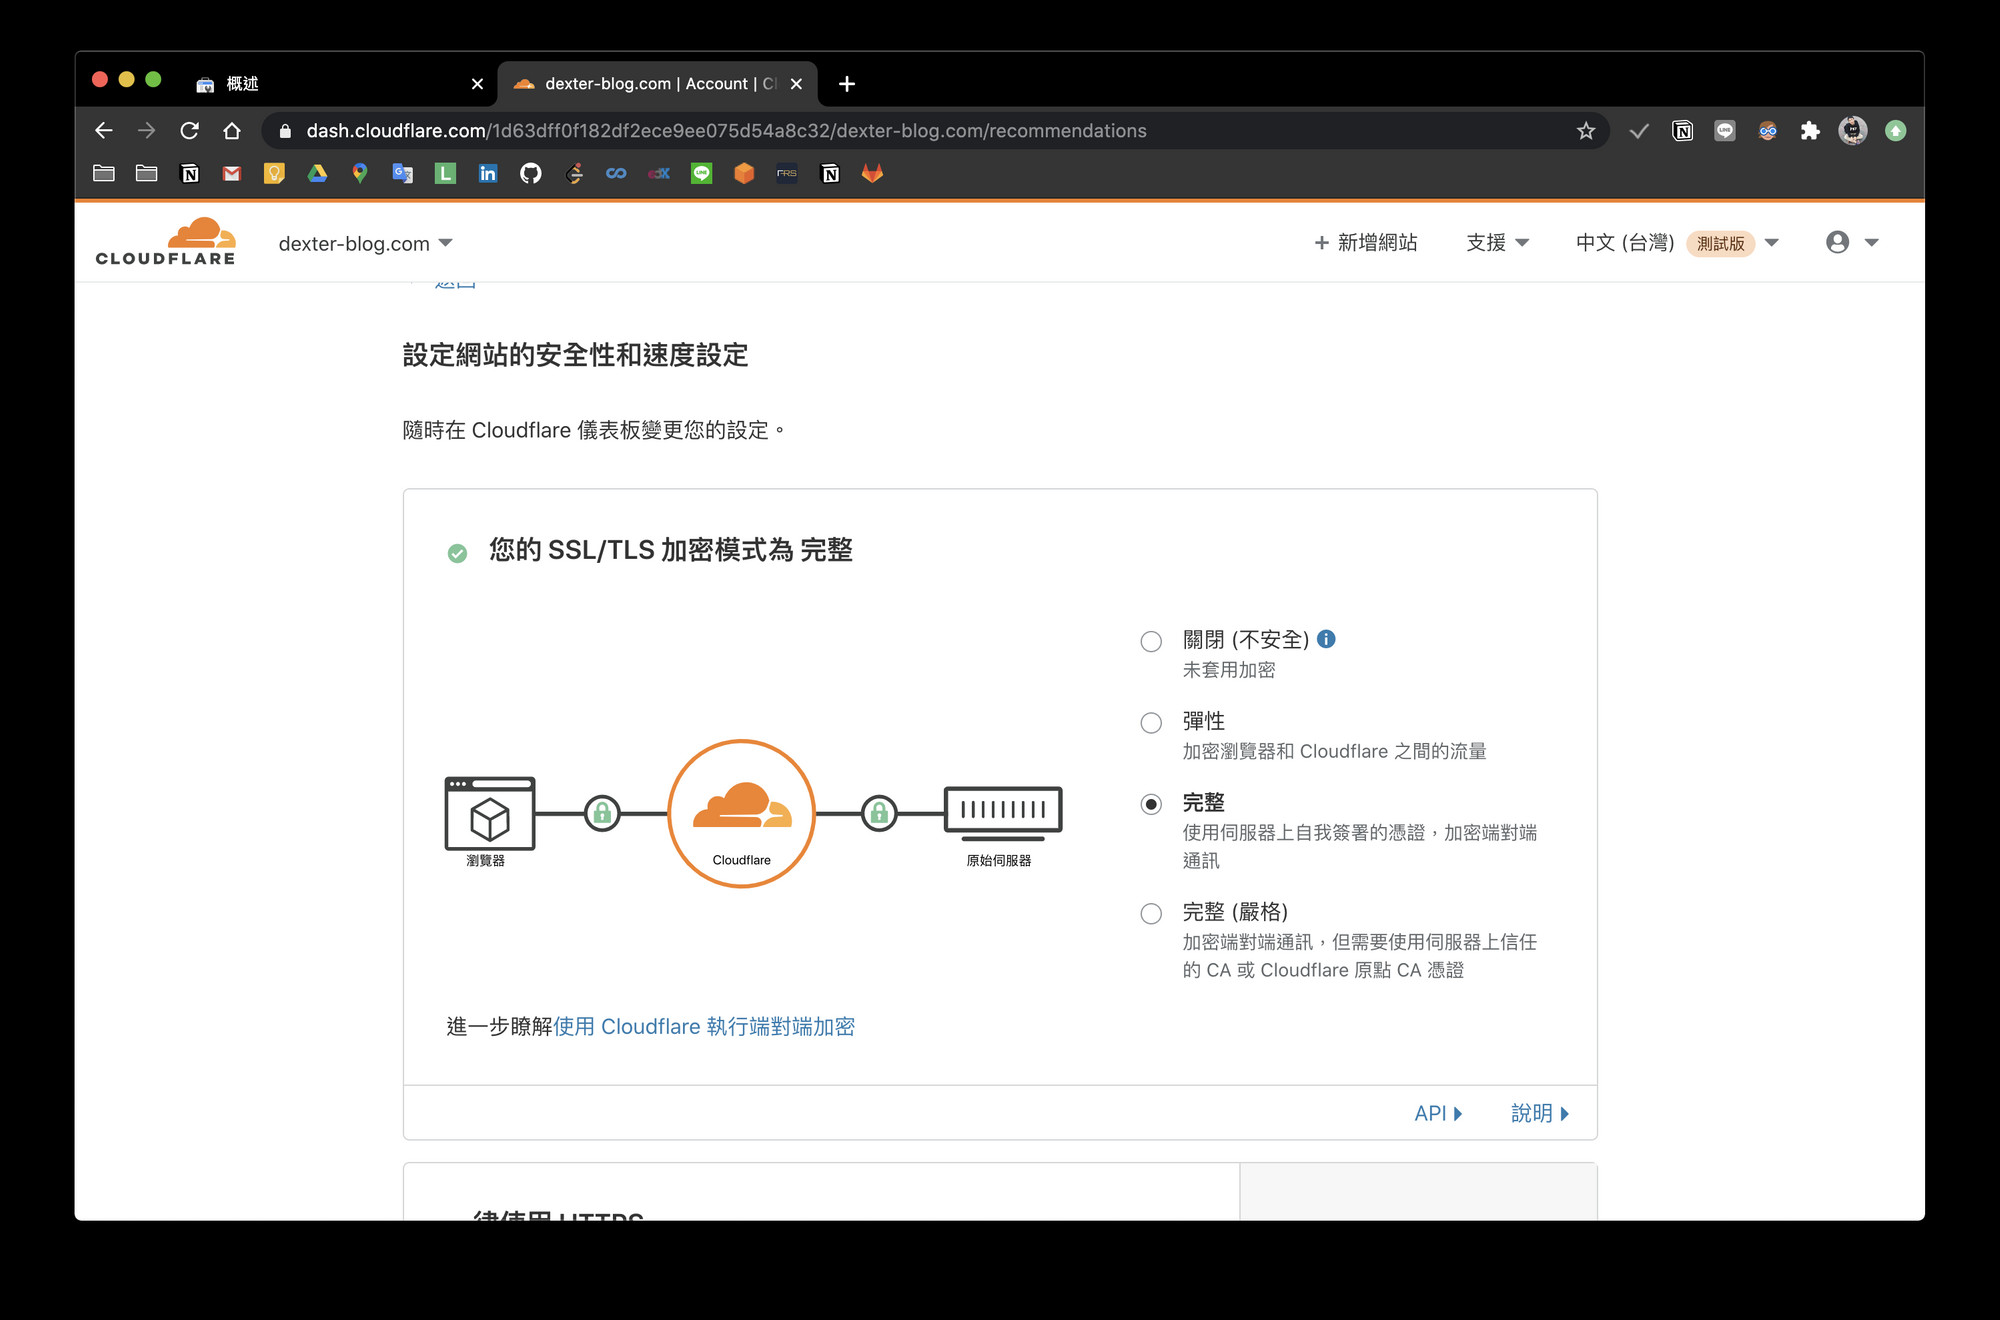 概述
dexter-blog.com | Account | Cl
dash.cloudflare.com/1d63dff0f182df2ece9ee075d54a8c32/dexter-blog.com/recommendations
CLOUDFLARE
dexter-blog.com
+ 新增網站
支援
中文 (台灣)
測試版
返回
設定網站的安全性和速度設定
隨時在 Cloudflare 儀表板變更您的設定。
您的 SSL/TLS 加密模式為 完整
關閉 (不安全)
未套用加密
彈性
加密瀏覽器和 Cloudflare 之間的流量
完整
使用伺服器上自我簽署的憑證，加密端對端
通訊
完整 (嚴格)
加密端對端通訊，但需要使用伺服器上信任
的 CA 或 Cloudflare 原點 CA 憑證
瀏覽器
Cloudflare
原始伺服器
進一步瞭解使用 Cloudflare 執行端對端加密
API
說明
律使用 HTTPS